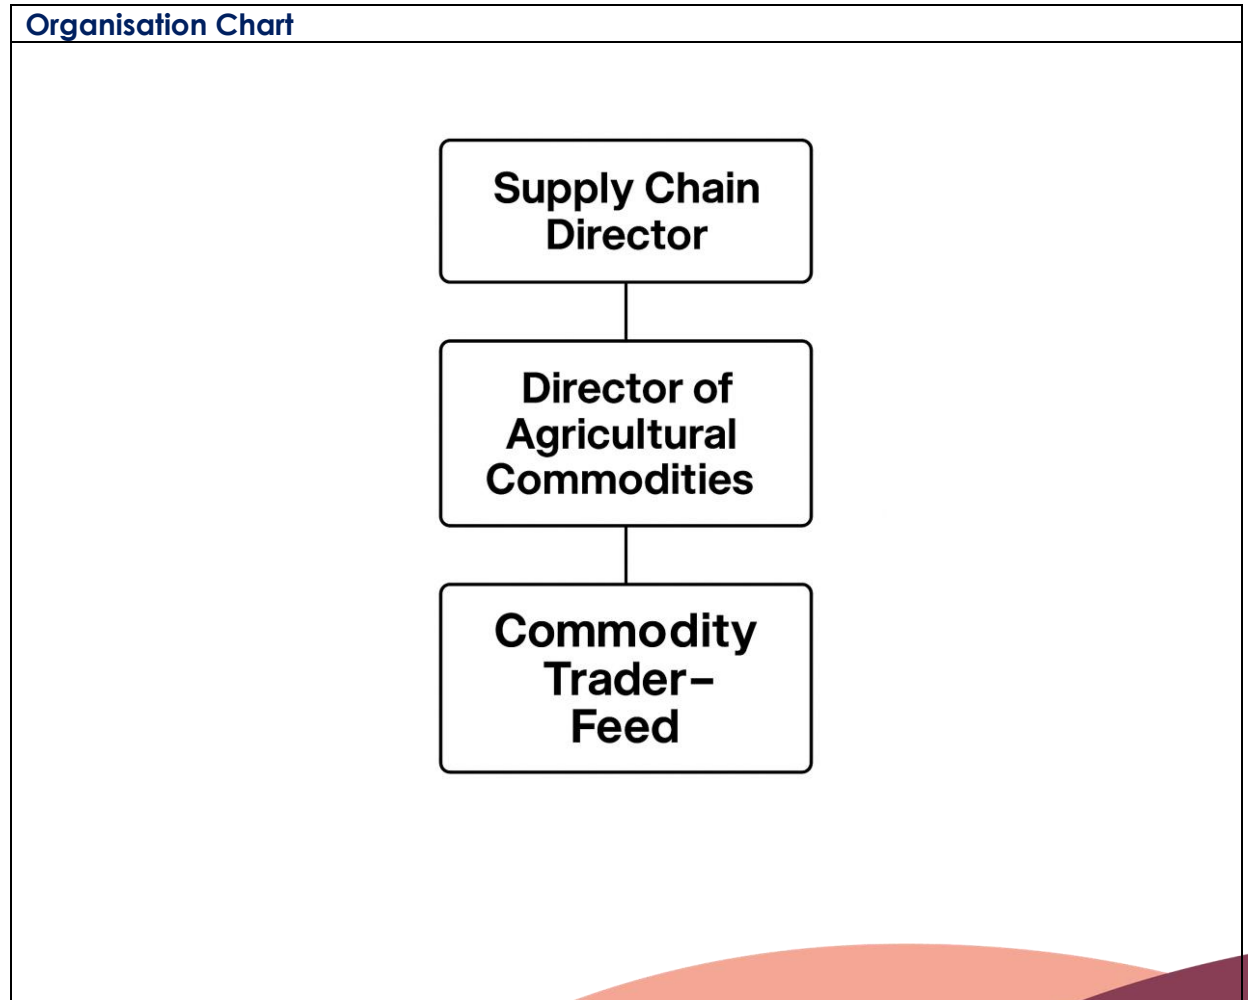 Organisation Chart
Supply Chain
Director
Director of
Agricultural
Commodities
Commodity
Trader–
Feed